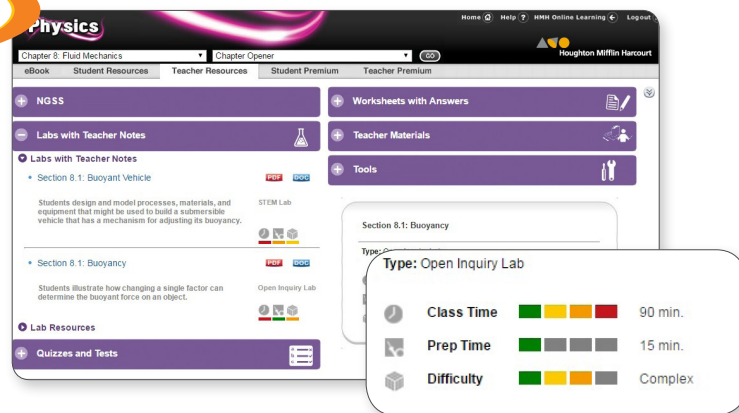 Physics
Home Help ? HMH Online Learning Logout
Chapter 8: Fluid Mechanics
Chapter Opener
GO
Houghton Mifflin Harcourt
eBook Student Resources Teacher Resources Student Premium Teacher Premium
NGSS
Worksheets with Answers
Labs with Teacher Notes
Teacher Materials
Labs with Teacher Notes
Tools
Section 8.1: Buoyant Vehicle
PDF DOC
Students design and model processes, materials, and
equipment that might be used to build a submersible
vehicle that has a mechanism for adjusting its buoyancy.
STEM Lab
Section 8.1: Buoyancy
PDF DOC
Students illustrate how changing a single factor can
determine the buoyant force on an object.
Open Inquiry Lab
Lab Resources
Quizzes and Tests
Section 8.1: Buoyancy
Type:
Type: Open Inquiry Lab
Class Time 90 min.
Prep Time 15 min.
Difficulty Complex